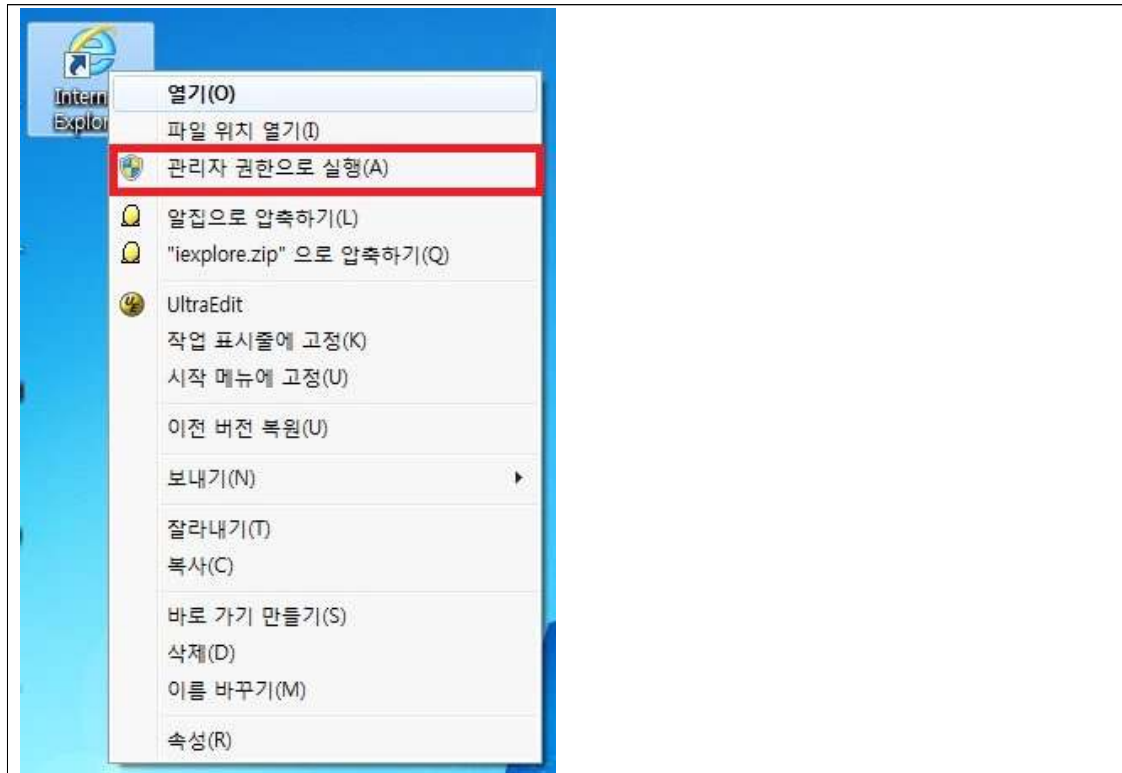 Intern
Explor
열기(O)
파일 위치 열기(I)
관리자 권한으로 실행(A)
알집으로 압축하기(L)
"iexplore.zip" 으로 압축하기(Q)
UltraEdit
작업 표시줄에 고정(K)
시작 메뉴에 고정(U)
이전 버전 복원(U)
보내기(N)
잘라내기(T)
복사(C)
바로 가기 만들기(S)
삭제(D)
이름 바꾸기(M)
속성(R)